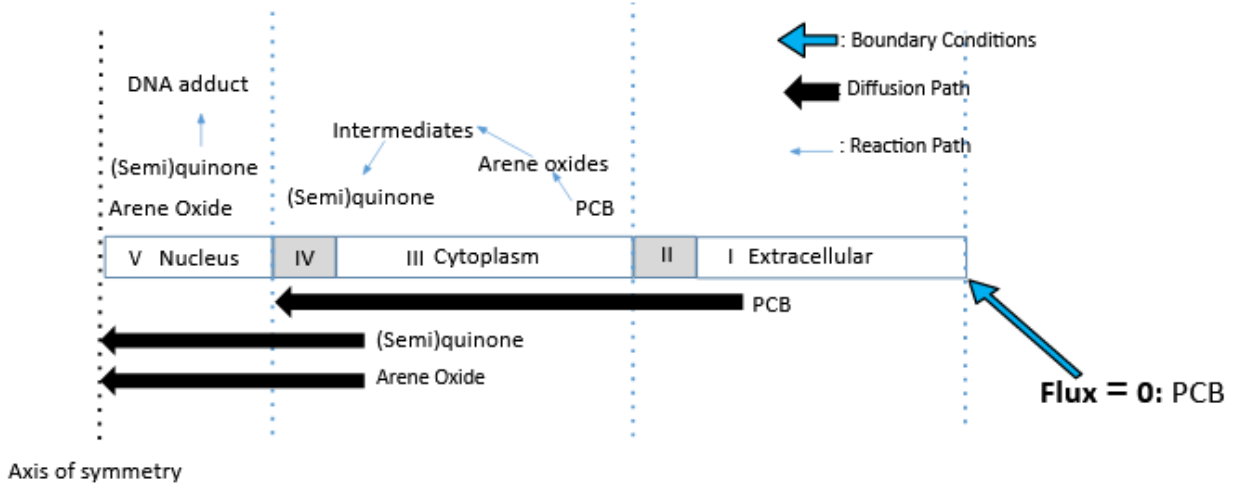 : Boundary Conditions
: Diffusion Path
: Reaction Path
DNA adduct
Intermediates
(Semi)quinone
Arene oxides
(Semi)quinone
Arene Oxide
PCB
V Nucleus
IV
III Cytoplasm
II
I Extracellular
PCB
(Semi)quinone
Arene Oxide
Flux = 0: PCB
Axis of symmetry